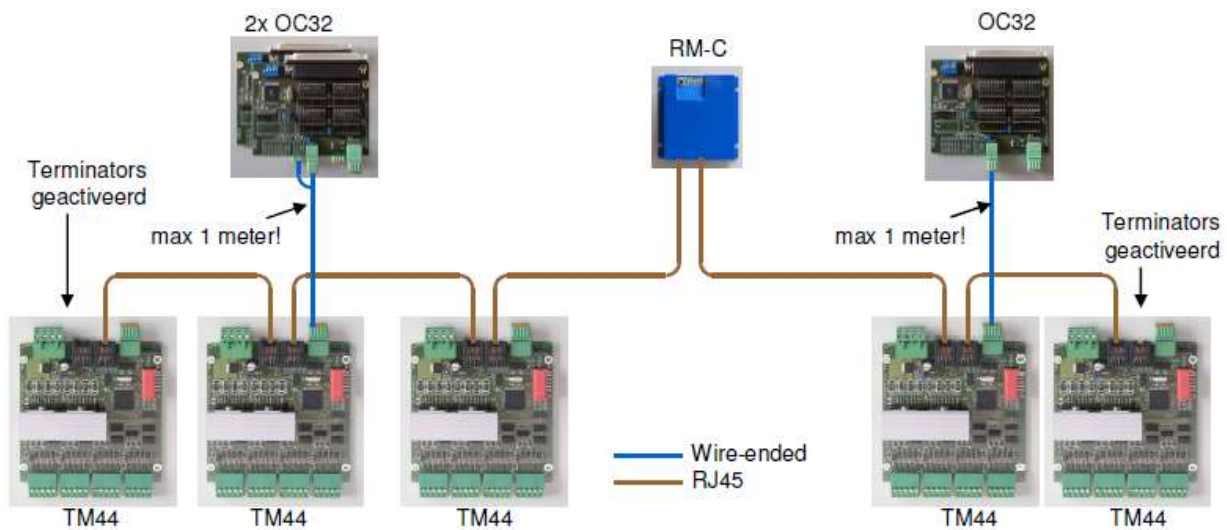 2x OC32
RM-C
OC32
Terminators
geactiveerd
max 1 meter!
max 1 meter!
Terminators
geactiveerd
Wire-ended
RJ45
TM44
TM44
TM44
TM44
TM44